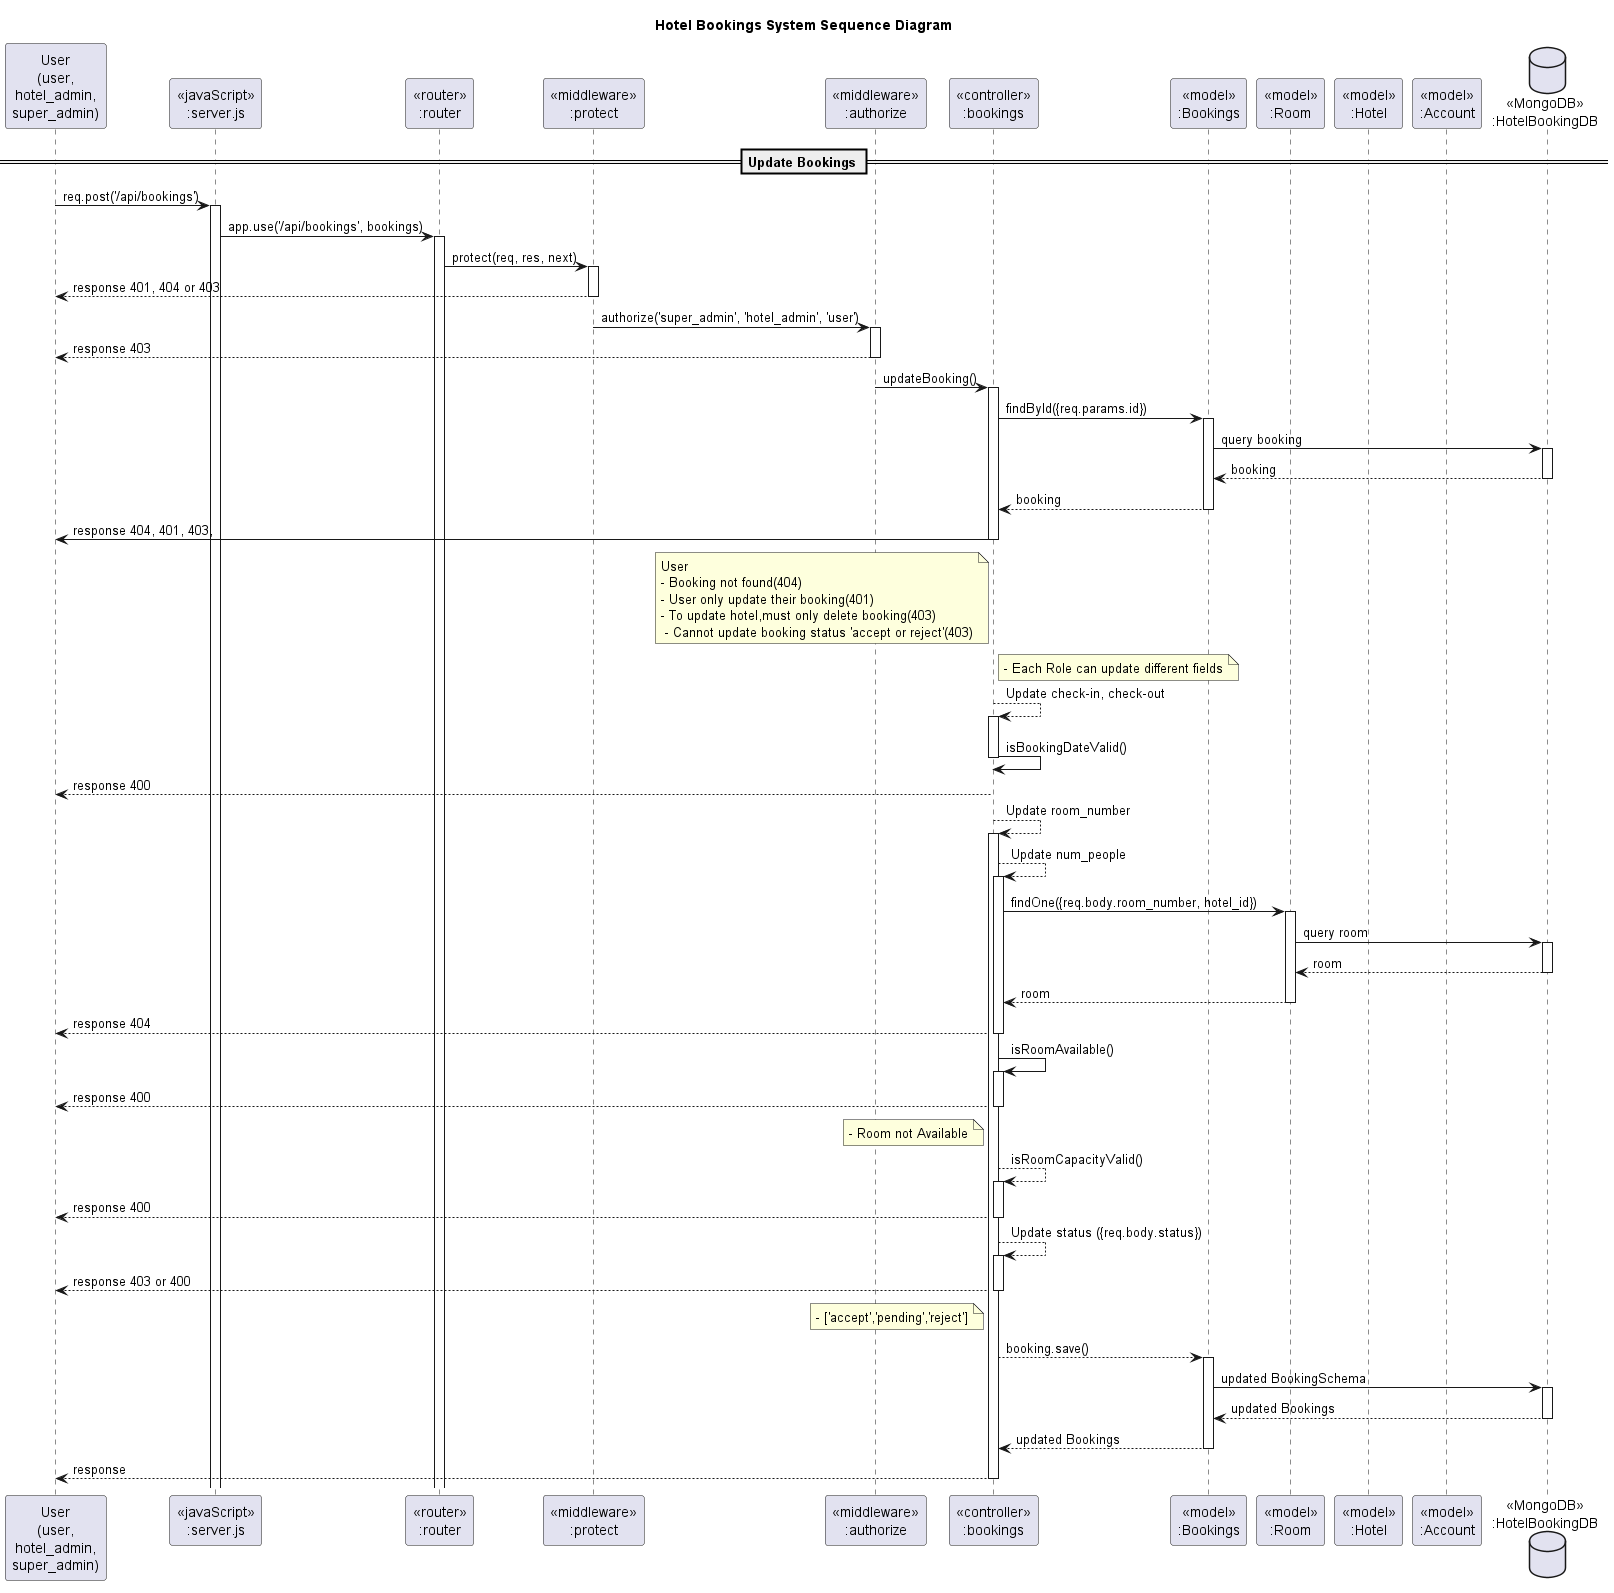 Hotel Bookings System Sequence Diagram
User
(user,
hotel_admin,
super_admin)
«javaScript»
:server.js
«router»
:router
«middleware»
:protect
«middleware»
:authorize
«controller»
:bookings
«model»
:Bookings
«model»
:Room
«model»
:Hotel
«model»
:Account
«MongoDB»
:HotelBookingDB
Update Bookings
req.post('/api/bookings')
app.use('/api/bookings', bookings)
protect(req, res, next)
response 401, 404 or 403
authorize('super_admin', 'hotel_admin', 'user')
response 403
updateBooking()
findById({req.params.id})
query booking
booking
booking
response 404, 401, 403,
User
- Booking not found(404)
- User only update their booking(401)
- To update hotel,must only delete booking(403)
- Cannot update booking status 'accept or reject'(403)
- Each Role can update different fields
Update check-in, check-out
isBookingDateValid()
response 400
Update room_number
Update num_people
findOne({req.body.room_number, hotel_id})
query room
room
room
response 404
isRoomAvailable()
response 400
- Room not Available
isRoomCapacityValid()
response 400
Update status ({req.body.status})
response 403 or 400
- ['accept','pending','reject']
booking.save()
updated BookingSchema
updated Bookings
updated Bookings
response
User
(user,
hotel_admin,
super_admin)
«javaScript»
:server.js
«router»
:router
«middleware»
:protect
«middleware»
:authorize
«controller»
:bookings
«model»
:Bookings
«model»
:Room
«model»
:Hotel
«model»
:Account
«MongoDB»
:HotelBookingDB